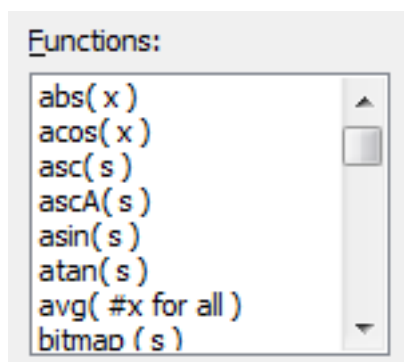 Functions:
abs( x )
acos( x )
asc( s )
ascA( s )
asin( s )
atan( s )
avg( #x for all )
bitmap ( s )